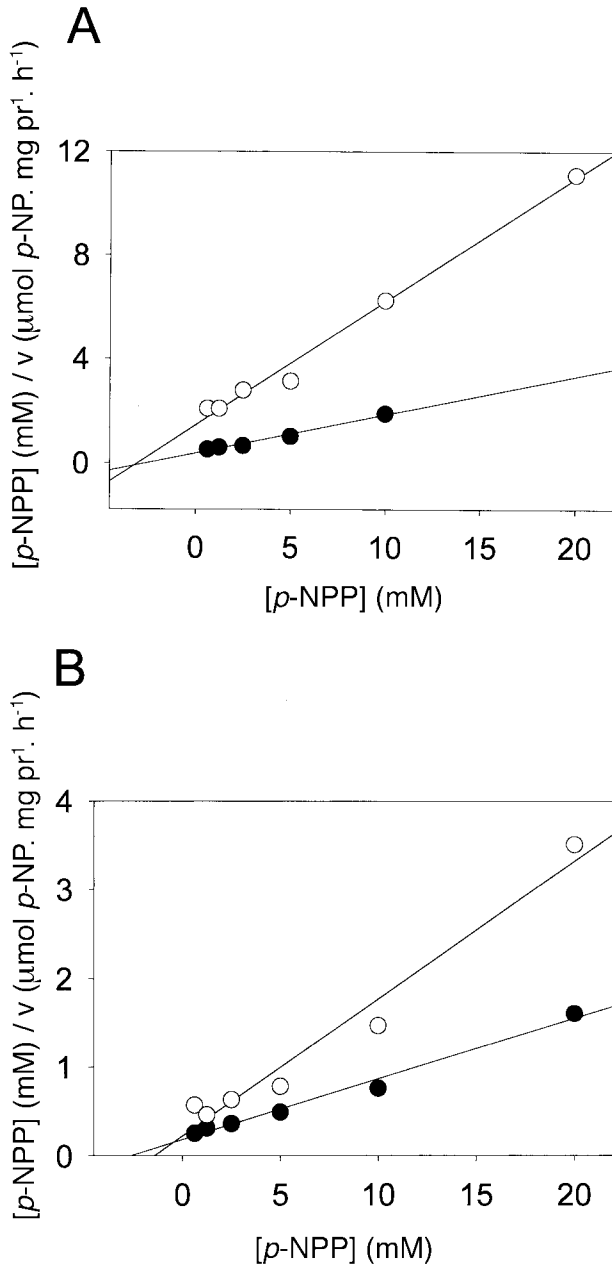 A
[p-NPP] (mM) / v (μmol p-NP. mg pr¹. h⁻¹)
12
8
4
0
0 5 10 15 20
[p-NPP] (mM)
B
[p-NPP] (mM) / v (μmol p-NP. mg pr¹. h⁻¹)
4
3
2
1
0
0 5 10 15 20
[p-NPP] (mM)